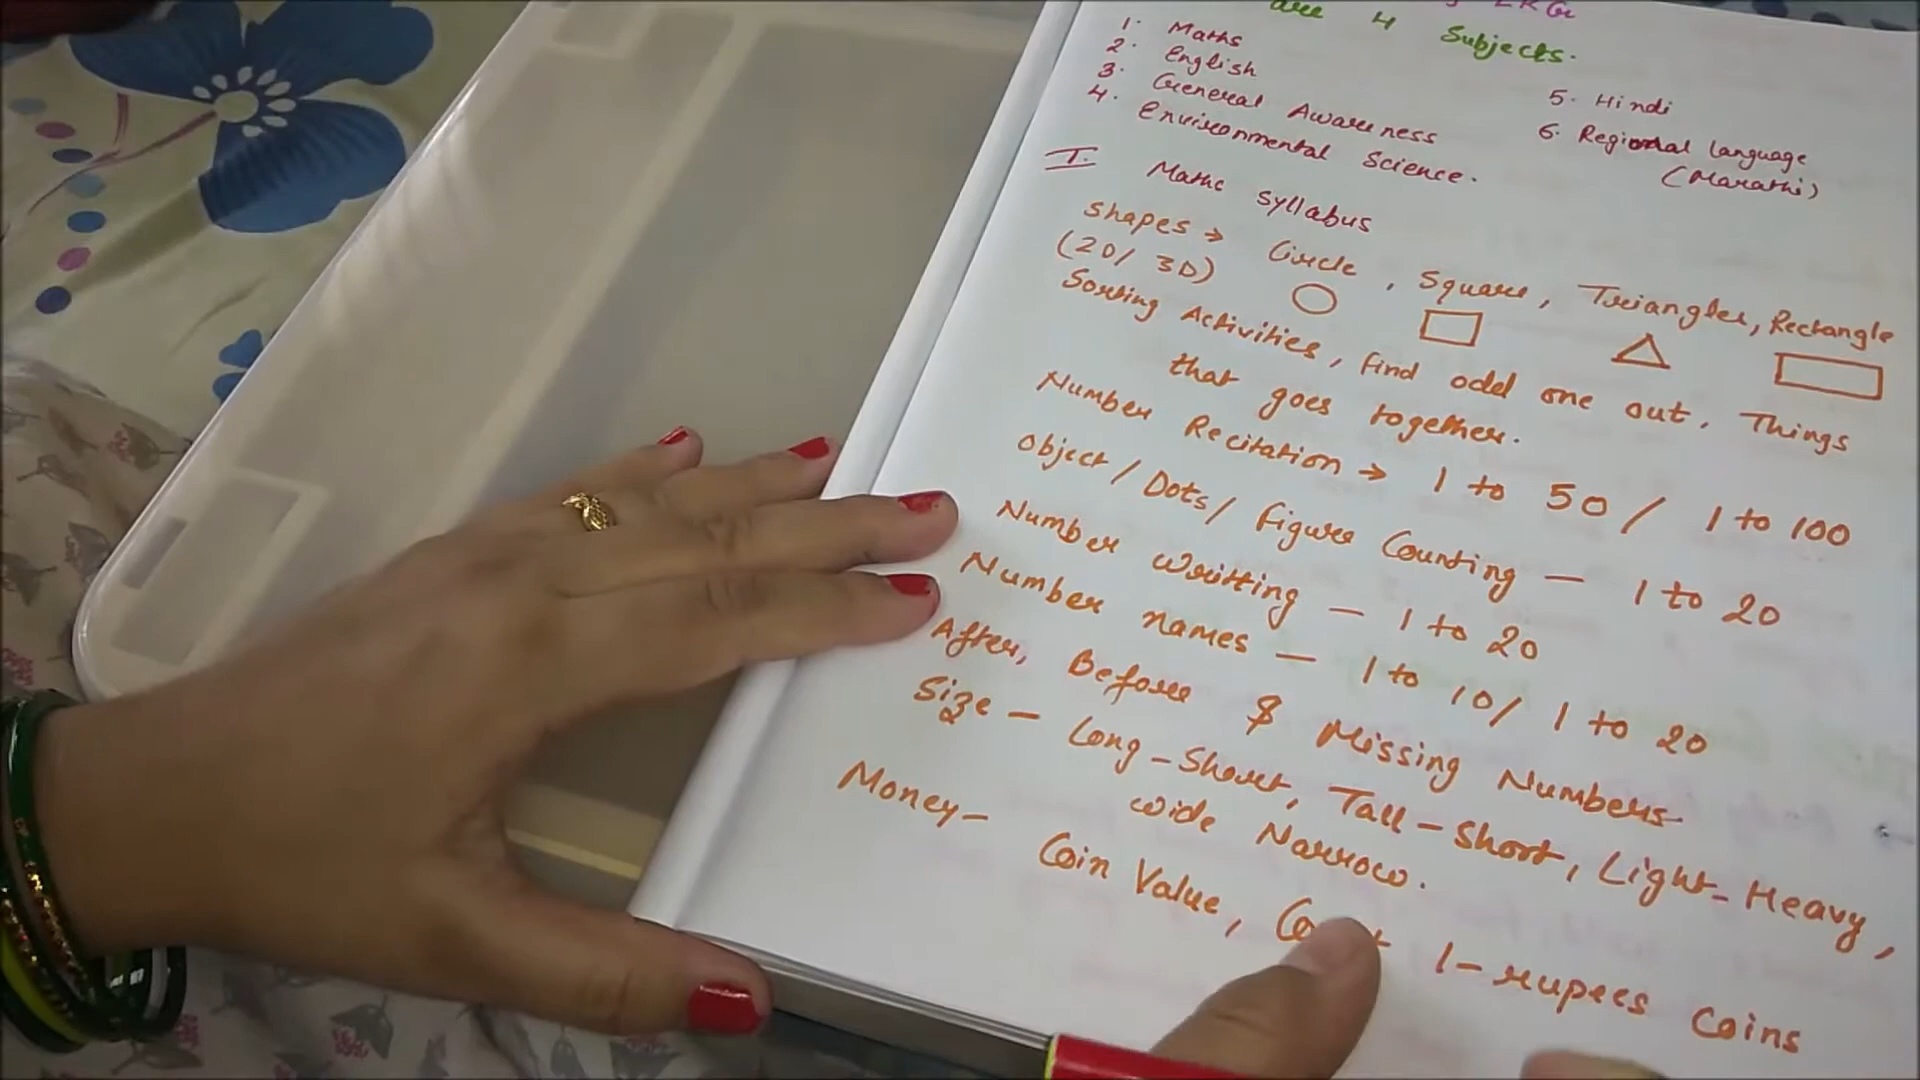 LKG
are 4 Subjects.
1. Maths
2. English
3. General Awareness
4. Environmental Science.
5. Hindi
6. Regional language
(Marathi)
I. Maths Syllabus
Shapes → Circle, Square, Triangles, Rectangle
(2D/ 3D)
Sorting Activities, find odd one out, Things
that goes together.
Number Recitation → 1 to 50 / 1 to 100
Object / Dots / Figure Counting — 1 to 20
Number writting — 1 to 20
Number names — 1 to 10/ 1 to 20
After, Before & Missing Numbers
Size — Long - Short, Tall - Short, Light - Heavy,
wide Narrow.
Money - Coin Value, 1 - rupees Coins